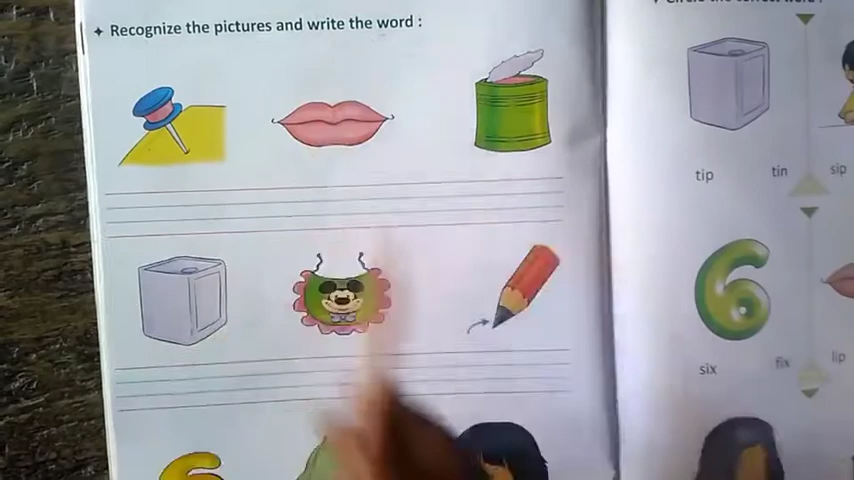 ✦ Recognize the pictures and write the word :
tip
tin
sip
six
fix
lip